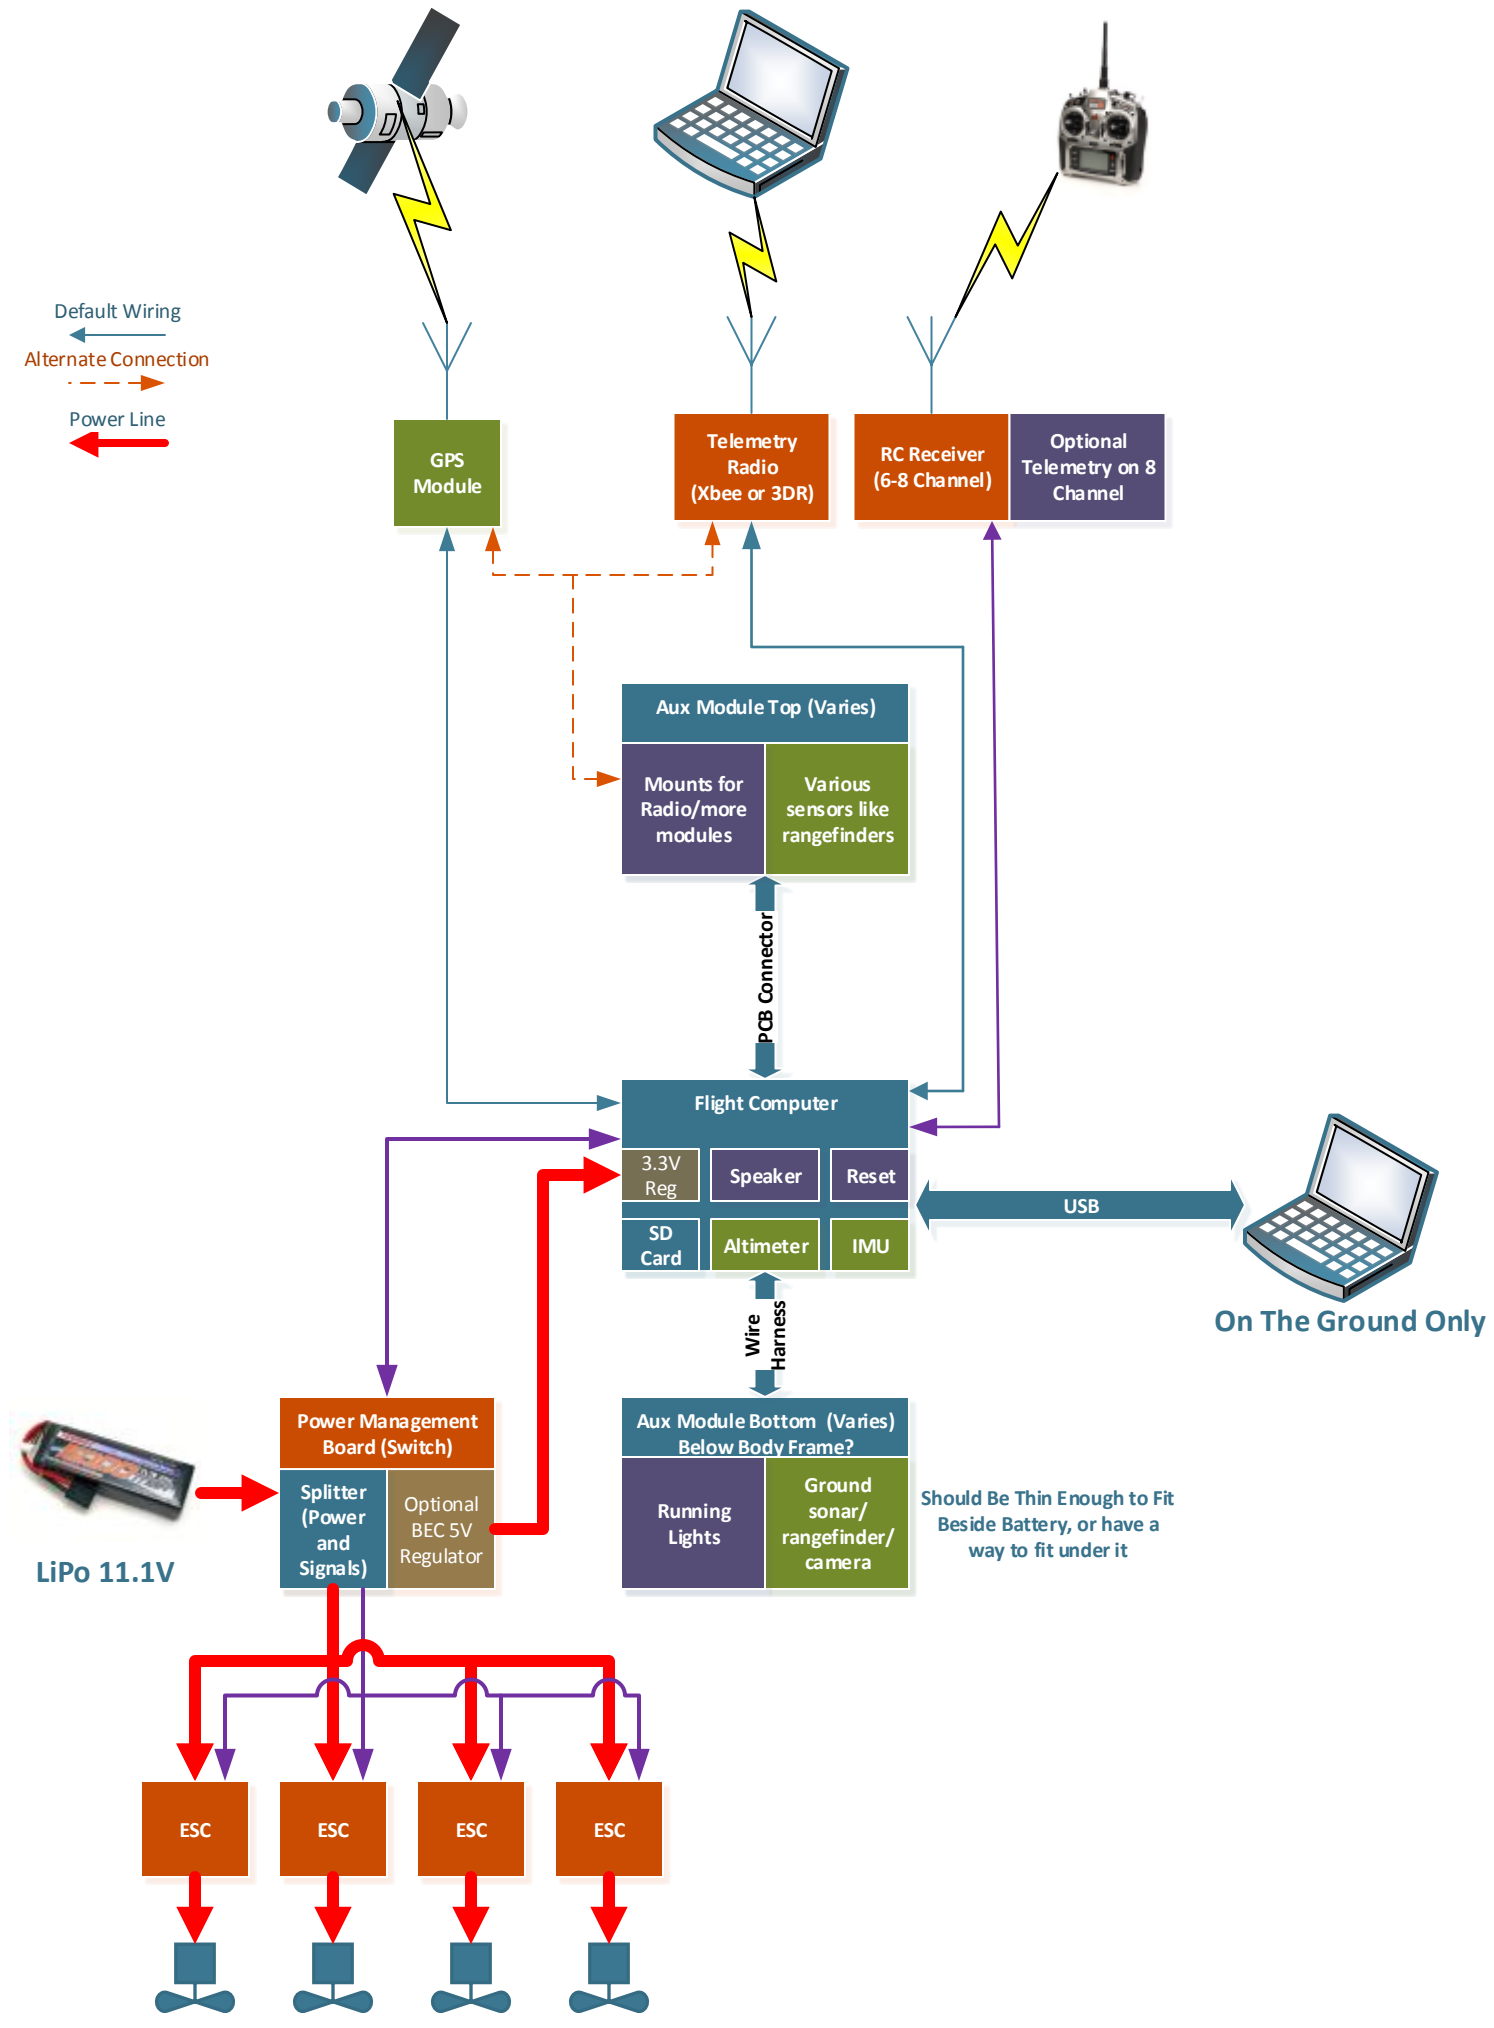 Default Wiring
Alternate Connection
Power Line
GPS
Module
Telemetry
Radio
(Xbee or 3DR)
RC Receiver
(6-8 Channel)
Optional
Telemetry on 8
Channel
Aux Module Top (Varies)
Mounts for
Radio/more
modules
Various
sensors like
rangefinders
PCB Connector
Flight Computer
3.3V
Reg
Speaker
Reset
SD
Card
Altimeter
IMU
USB
On The Ground Only
Wire
Harness
Power Management
Board (Switch)
Splitter
(Power
and
Signals)
Optional
BEC 5V
Regulator
LiPo 11.1V
Aux Module Bottom (Varies)
Below Body Frame?
Running
Lights
Ground
sonar/
rangefinder/
camera
Should Be Thin Enough to Fit
Beside Battery, or have a
way to fit under it
ESC
ESC
ESC
ESC